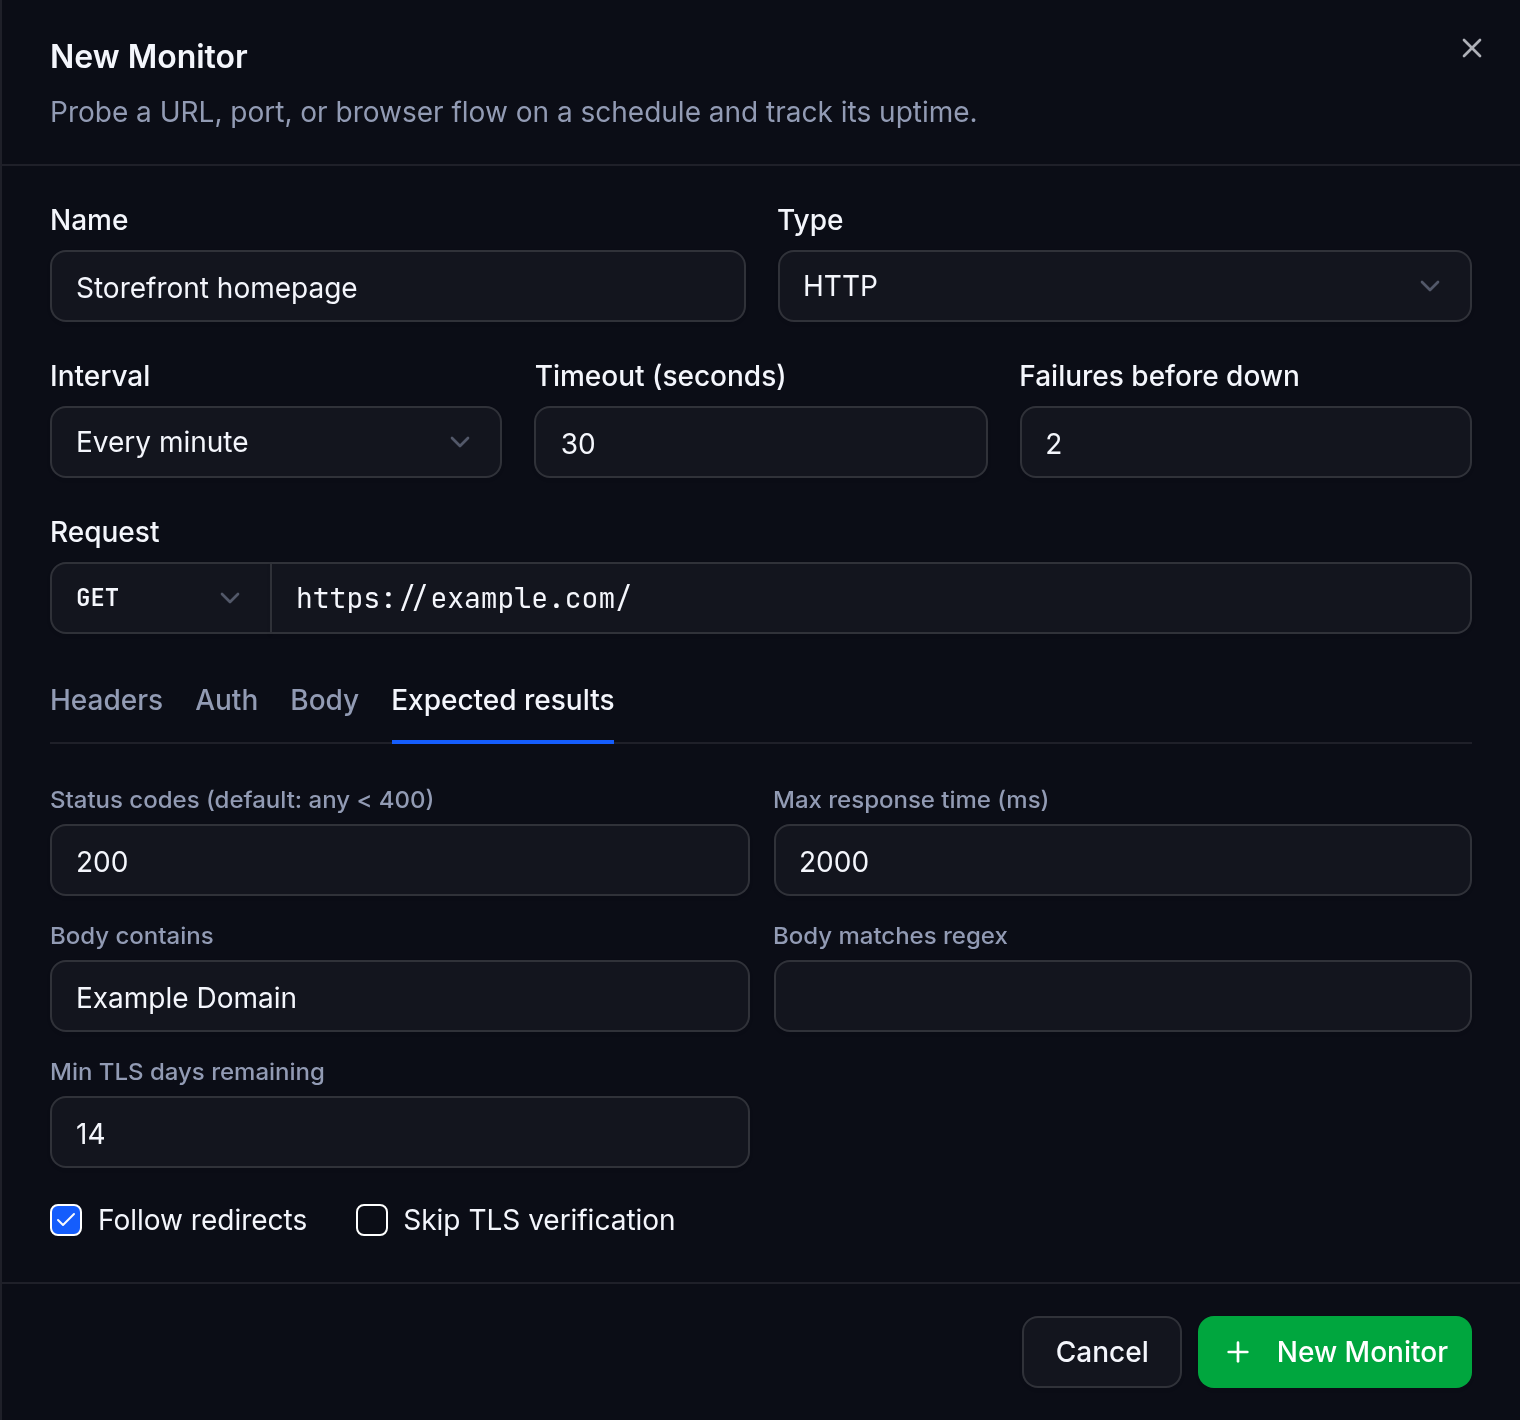 New Monitor
Probe a URL, port, or browser flow on a schedule and track its uptime.
Name
Type
Storefront homepage
HTTP
Interval
Timeout (seconds)
Failures before down
Every minute
30
2
Request
GET
https://example.com/
Headers
Auth
Body
Expected results
Status codes (default: any < 400)
Max response time (ms)
200
2000
Body contains
Body matches regex
Example Domain
Min TLS days remaining
14
Follow redirects
Skip TLS verification
Cancel
New Monitor